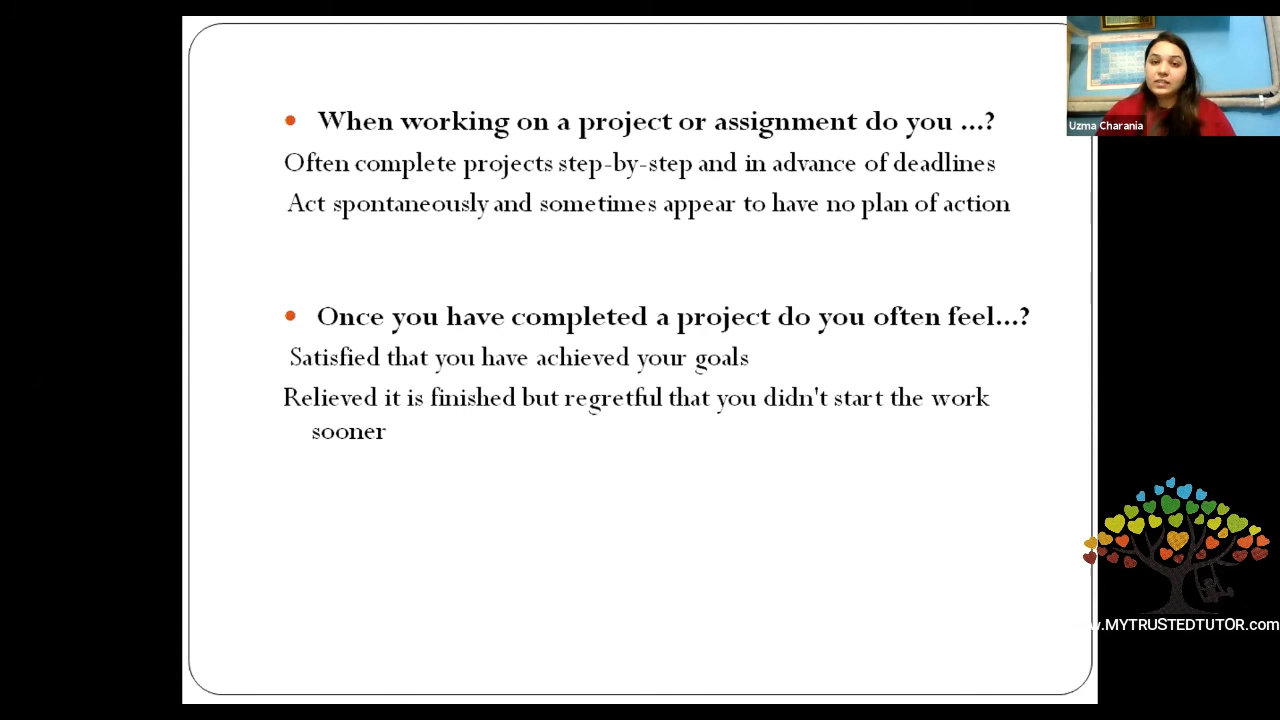 When working on a project or assignment do you ...?
Often complete projects step-by-step and in advance of deadlines
Act spontaneously and sometimes appear to have no plan of action
Once you have completed a project do you often feel...?
Satisfied that you have achieved your goals
Relieved it is finished but regretful that you didn't start the work
sooner
Uzma Charania
w.MYTRUSTEDTUTOR.com